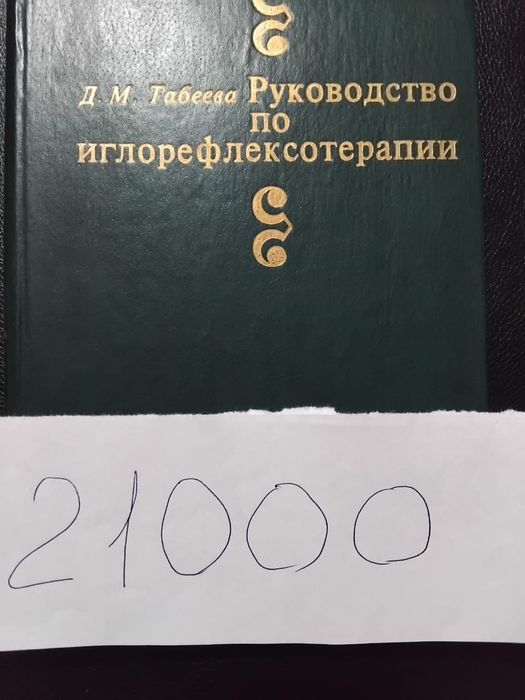 Д. М. Табеева Руководство
по
иглорефлексотерапии
21000